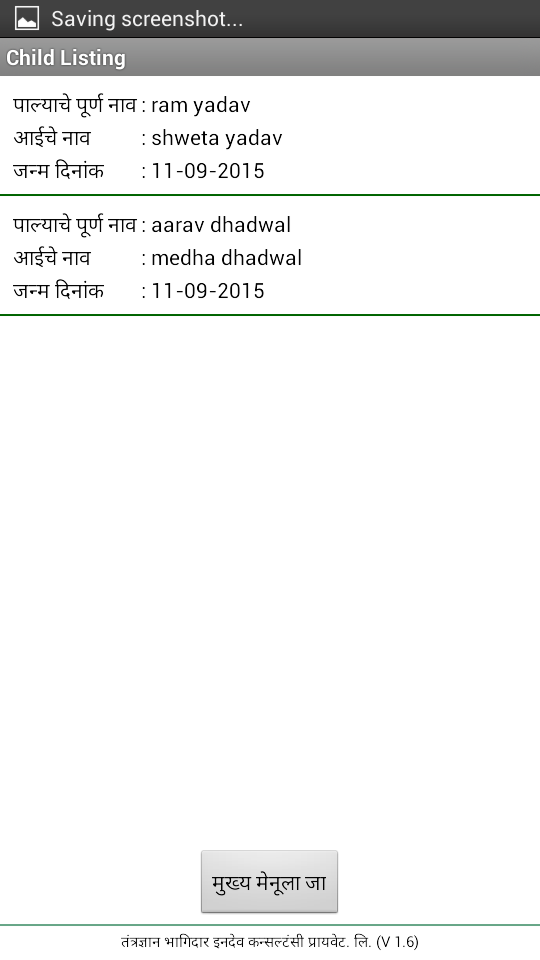 Saving screenshot...
Child Listing
पाल्याचे पूर्ण नाव : ram yadav
आईचे नाव : shweta yadav
जन्म दिनांक : 11-09-2015
पाल्याचे पूर्ण नाव : aarav dhadwal
आईचे नाव : medha dhadwal
जन्म दिनांक : 11-09-2015
मुख्य मेनूला जा
तंत्रज्ञान भागिदार इनदेव कन्सल्टंसी प्रायवेट. लि. (V 1.6)